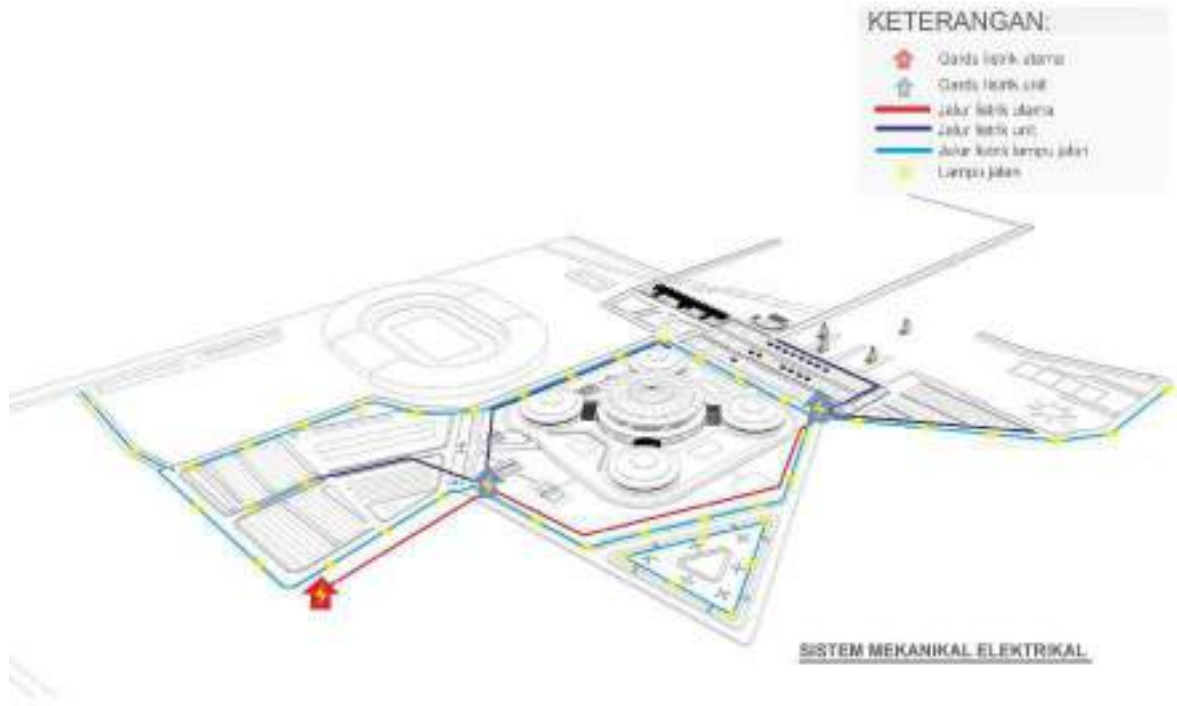 KETERANGAN:
Gardu listrik utama
Gardu listrik unit
Jalur listrik utama
Jalur listrik unit
Jalur listrik lampu jalan
Lampu jalan
SISTEM MEKANIKAL ELEKTRIKAL